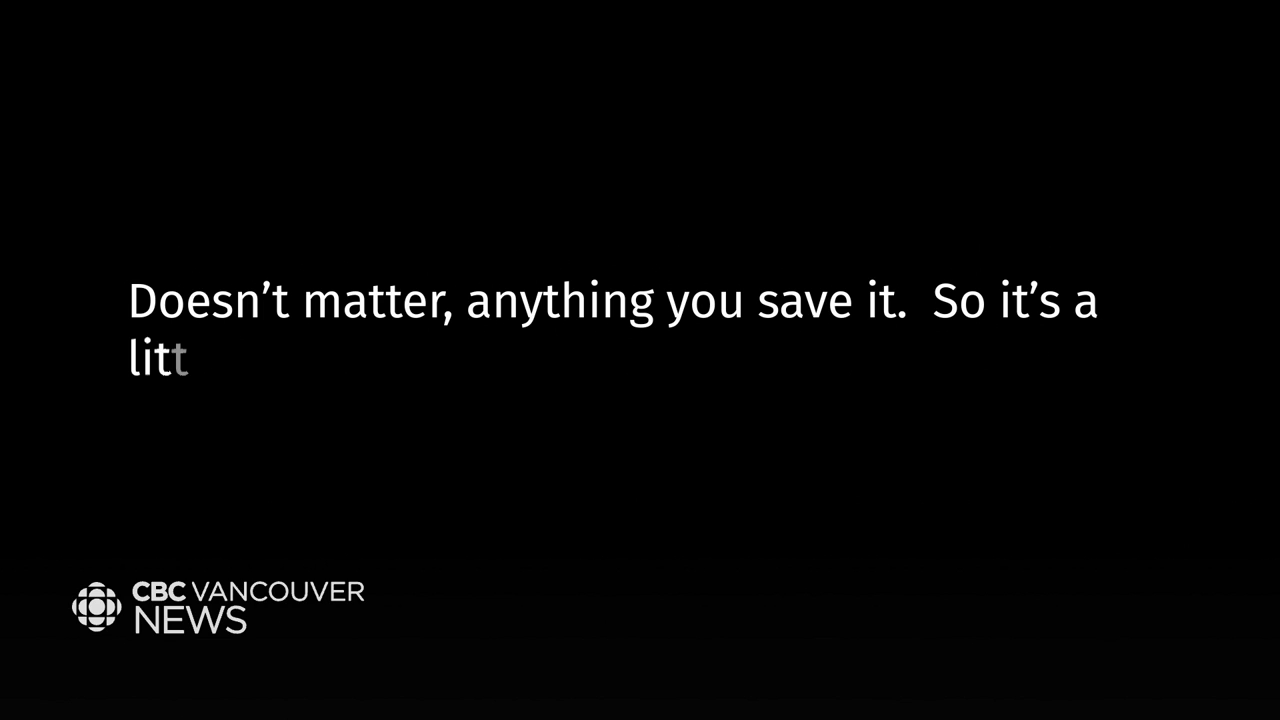 Doesn’t matter, anything you save it.  So it’s a
litt
CBC VANCOUVER
NEWS